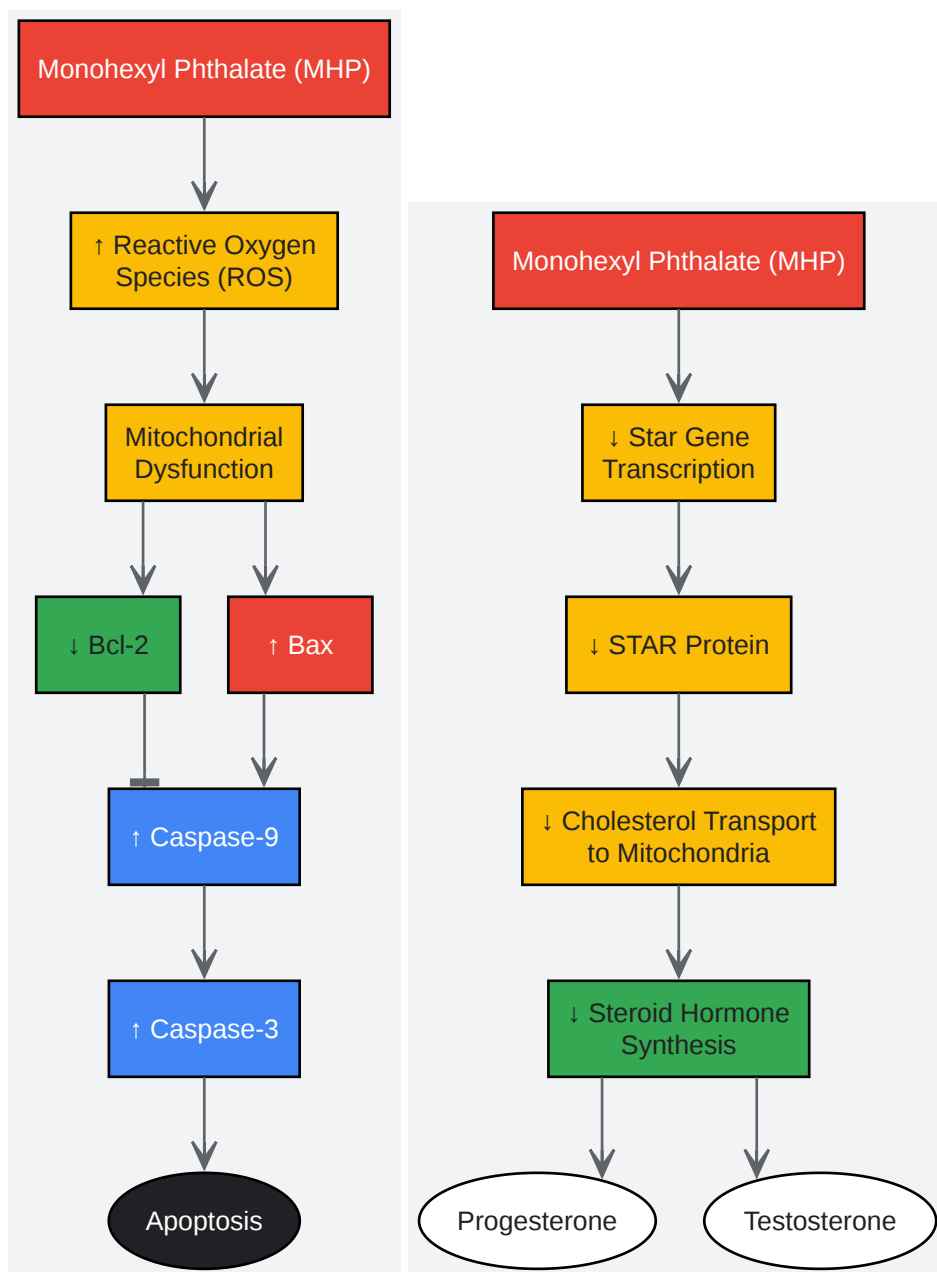 Monohexyl Phthalate (MHP)
↑ Reactive Oxygen
Species (ROS)
Mitochondrial
Dysfunction
↓ Bcl-2
↑ Bax
↑ Caspase-9
↑ Caspase-3
Apoptosis
Monohexyl Phthalate (MHP)
↓ Star Gene
Transcription
↓ STAR Protein
↓ Cholesterol Transport
to Mitochondria
↓ Steroid Hormone
Synthesis
Progesterone
Testosterone